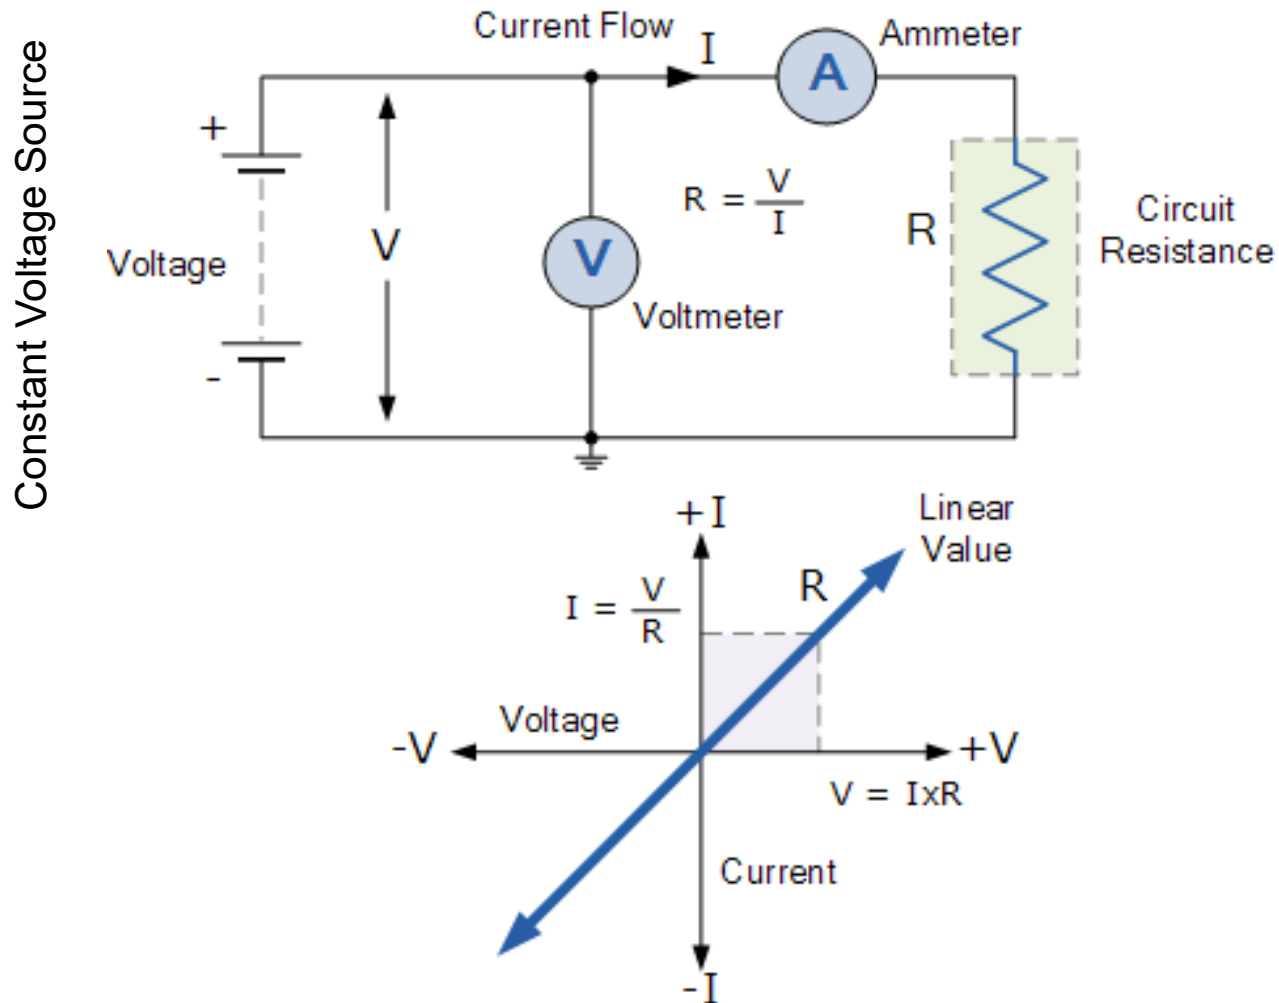 Constant Voltage Source
Current Flow
I
A
Ammeter
+
V
R = V/I
R
Circuit
Resistance
Voltage
V
Voltmeter
-
+I
Linear
Value
I = V/R
R
Voltage
-V
+V
V = IxR
Current
-I